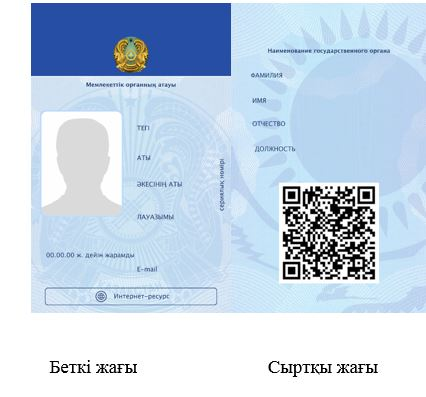 Мемлекеттік органның атауы
ТЕГІ
АТЫ
ӘКЕСІНІҢ АТЫ
ЛАУАЗЫМЫ
сериялық нөмірі
00.00.00 ж. дейін жарамды
E-mail
Интернет-ресурс
Наименование государственного органа
ФАМИЛИЯ
ИМЯ
ОТЧЕСТВО
ДОЛЖНОСТЬ
Беткі жағы
Сыртқы жағы